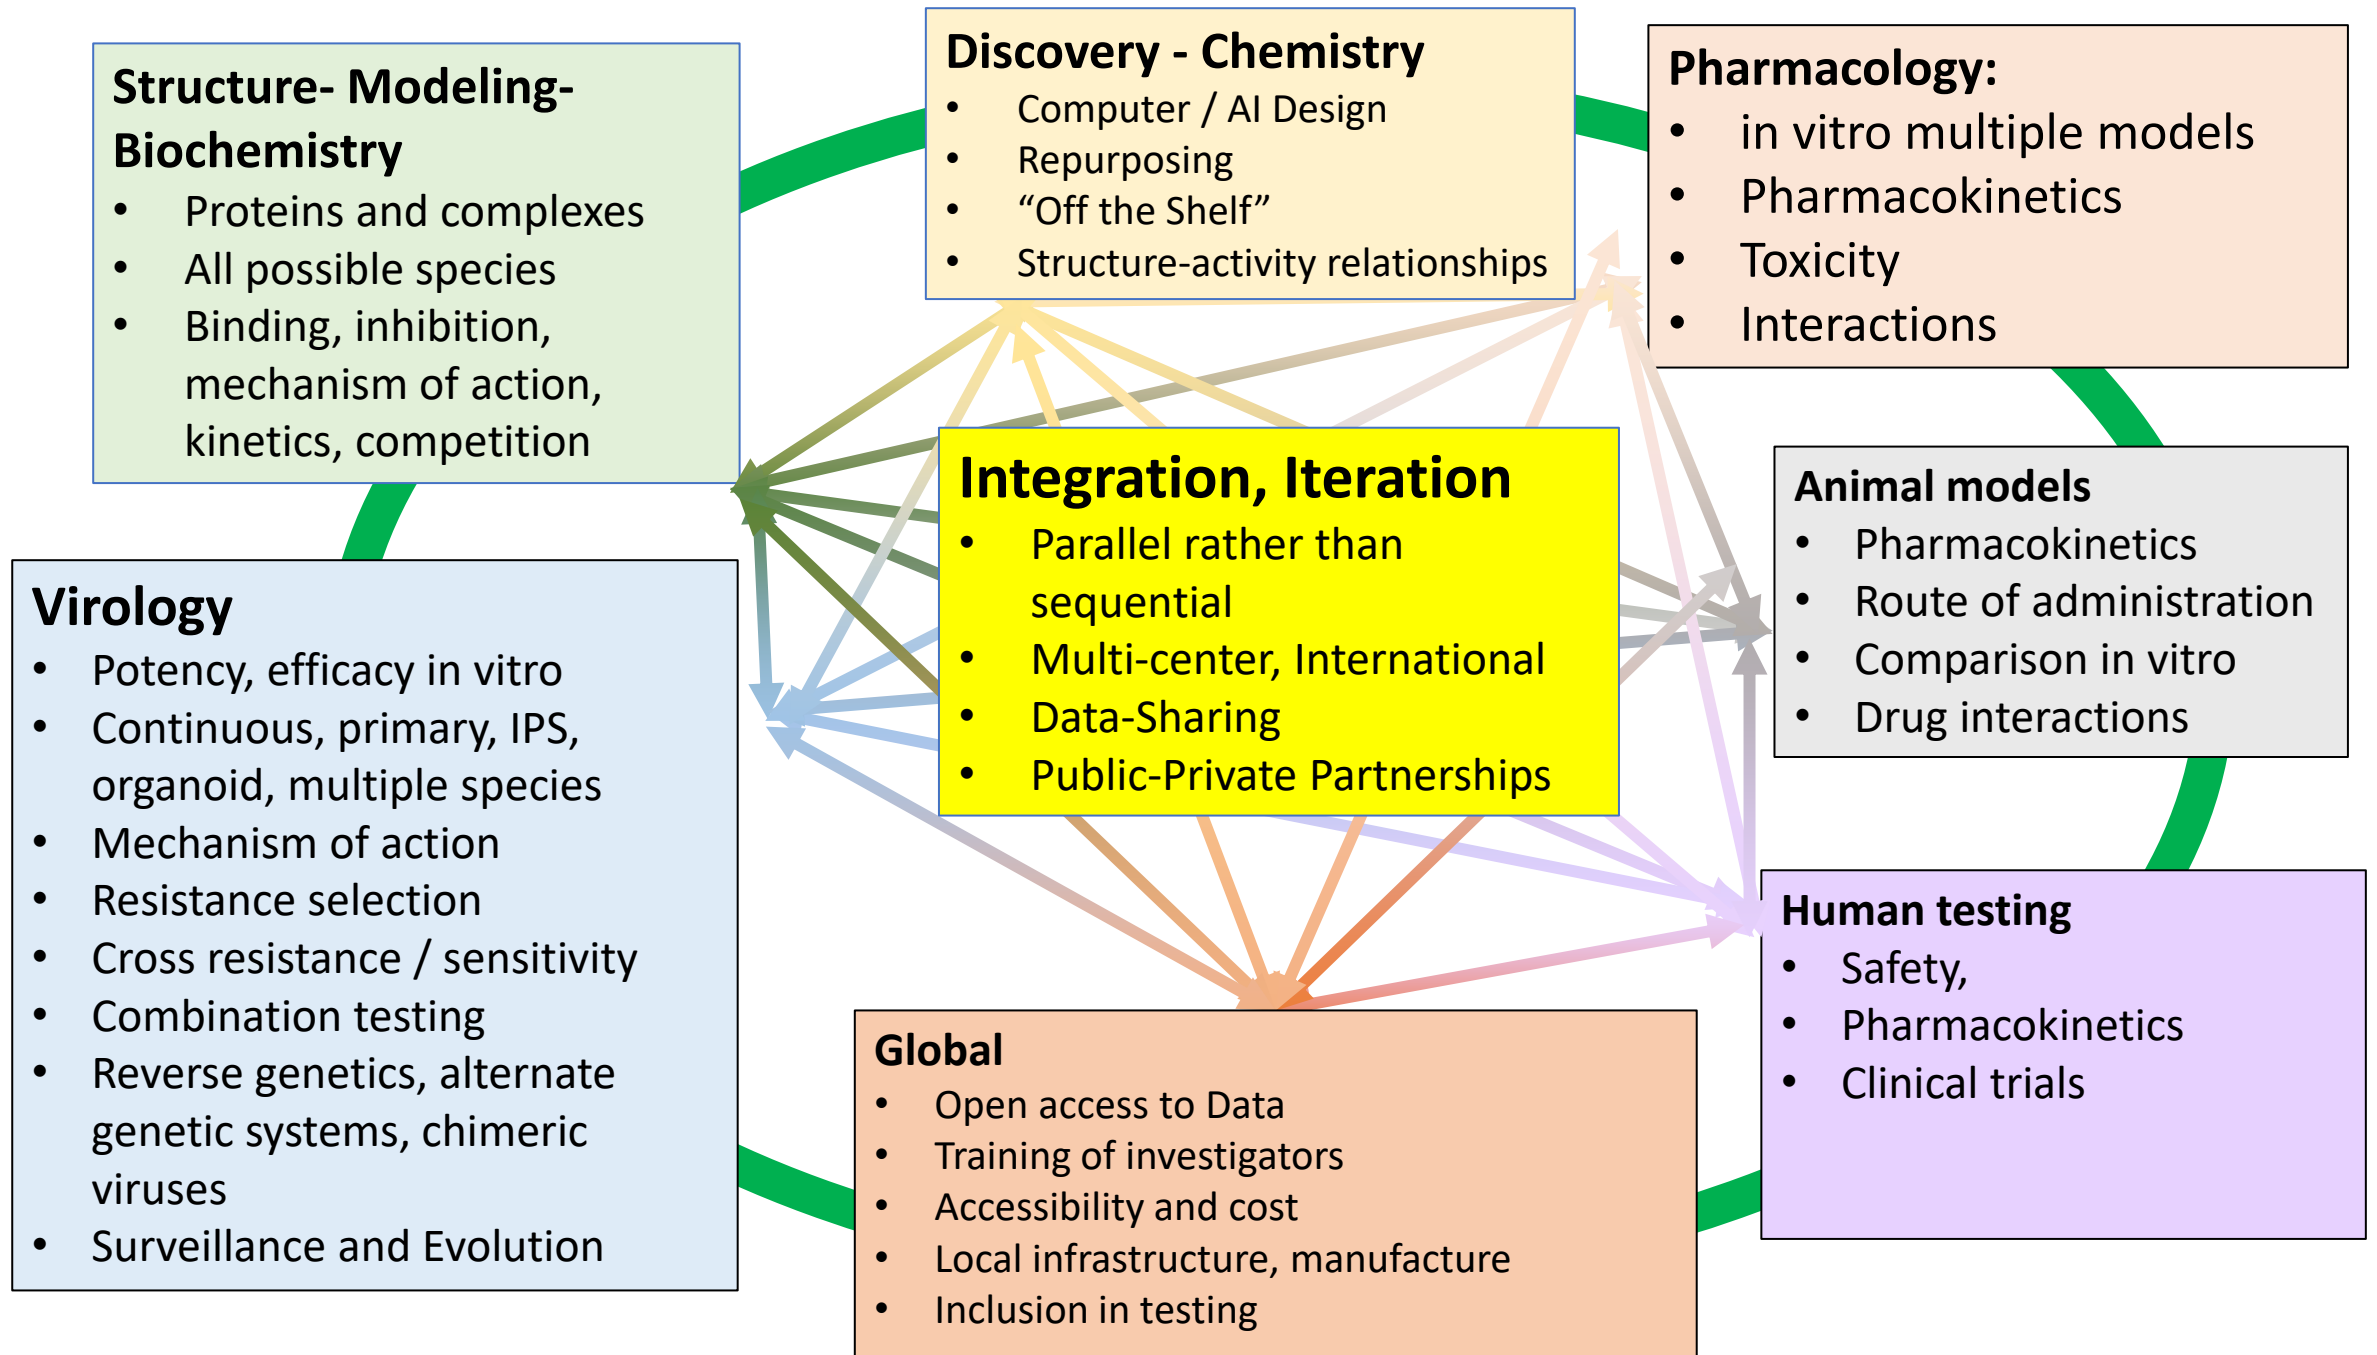 Structure- Modeling-
Biochemistry
• Proteins and complexes
• All possible species
• Binding, inhibition,
mechanism of action,
kinetics, competition
Discovery - Chemistry
• Computer / AI Design
• Repurposing
• “Off the Shelf”
• Structure-activity relationships
Pharmacology:
• in vitro multiple models
• Pharmacokinetics
• Toxicity
• Interactions
Integration, Iteration
• Parallel rather than
sequential
• Multi-center, International
• Data-Sharing
• Public-Private Partnerships
Animal models
• Pharmacokinetics
• Route of administration
• Comparison in vitro
• Drug interactions
Virology
• Potency, efficacy in vitro
• Continuous, primary, IPS,
organoid, multiple species
• Mechanism of action
• Resistance selection
• Cross resistance / sensitivity
• Combination testing
• Reverse genetics, alternate
genetic systems, chimeric
viruses
• Surveillance and Evolution
Human testing
• Safety,
• Pharmacokinetics
• Clinical trials
Global
• Open access to Data
• Training of investigators
• Accessibility and cost
• Local infrastructure, manufacture
• Inclusion in testing